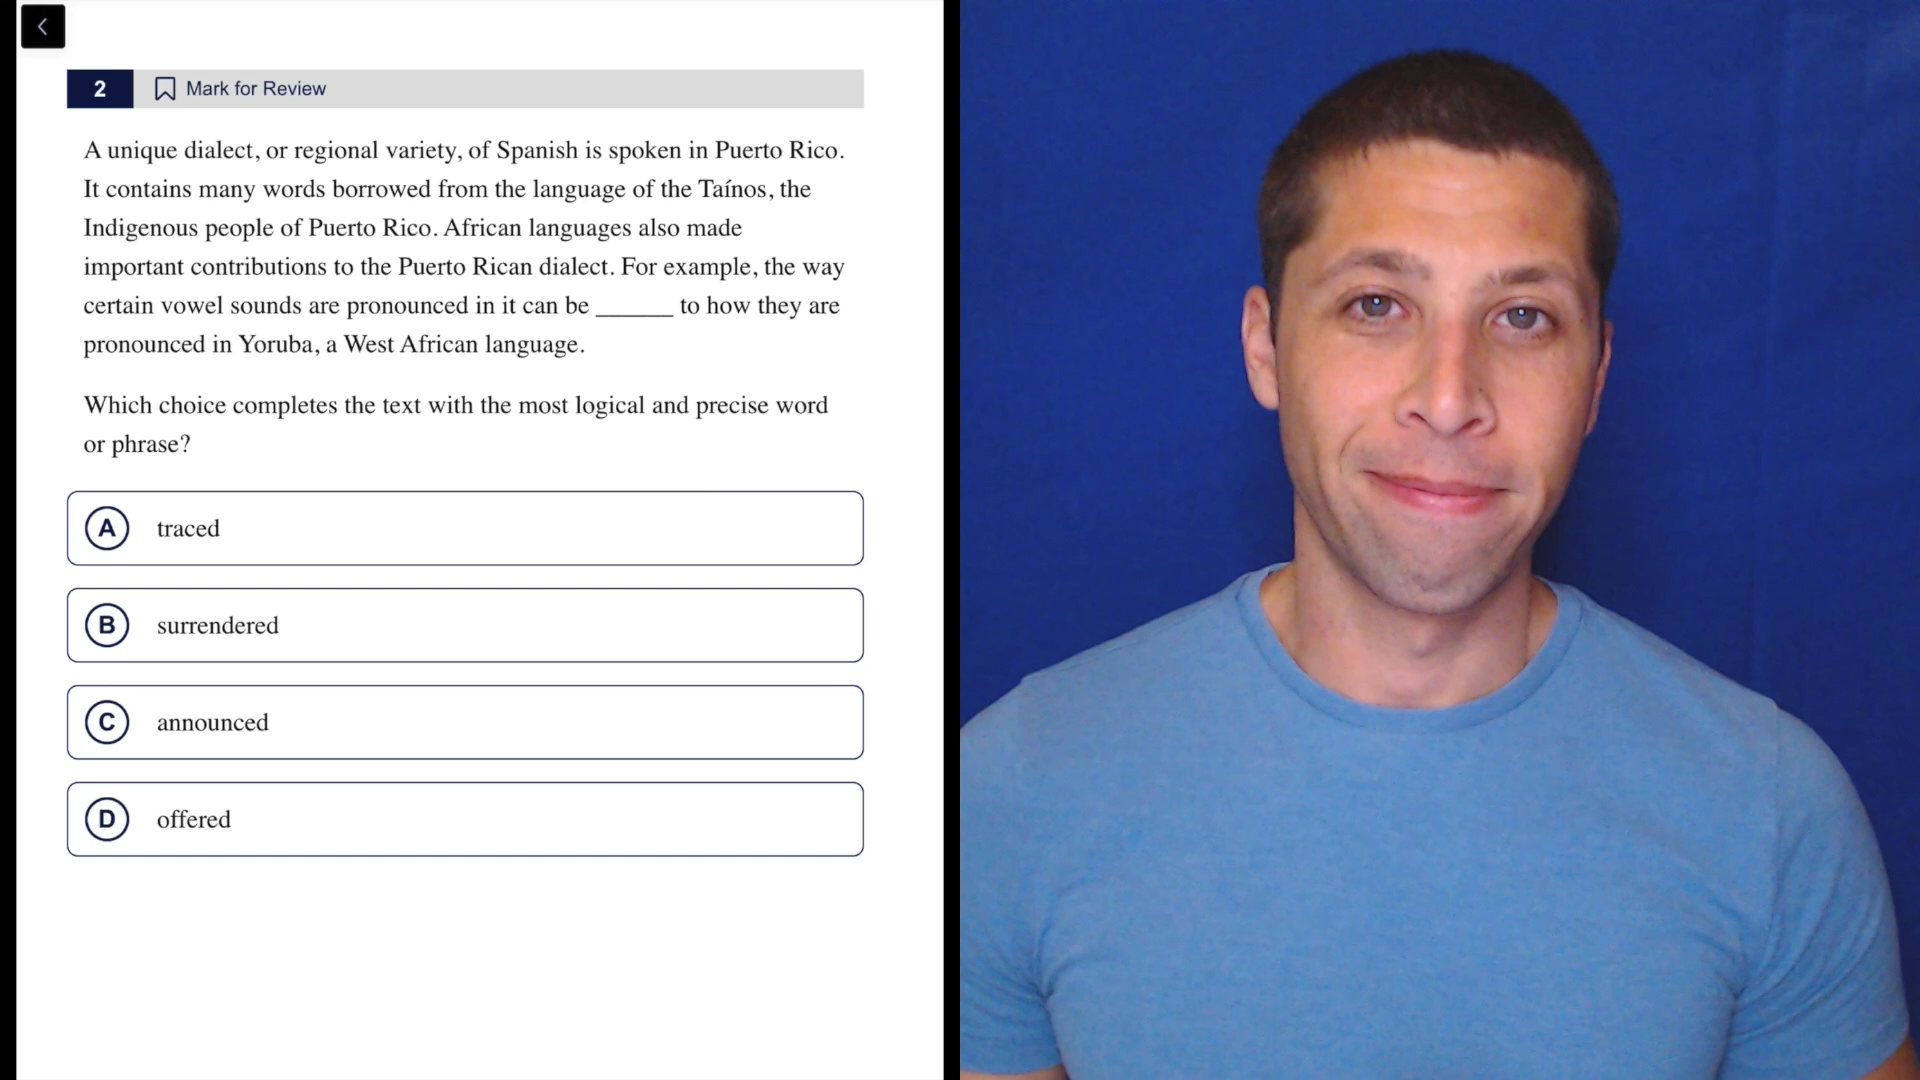 2 Mark for Review
A unique dialect, or regional variety, of Spanish is spoken in Puerto Rico.
It contains many words borrowed from the language of the Taínos, the
Indigenous people of Puerto Rico. African languages also made
important contributions to the Puerto Rican dialect. For example, the way
certain vowel sounds are pronounced in it can be ______ to how they are
pronounced in Yoruba, a West African language.
Which choice completes the text with the most logical and precise word
or phrase?
A traced
B surrendered
C announced
D offered